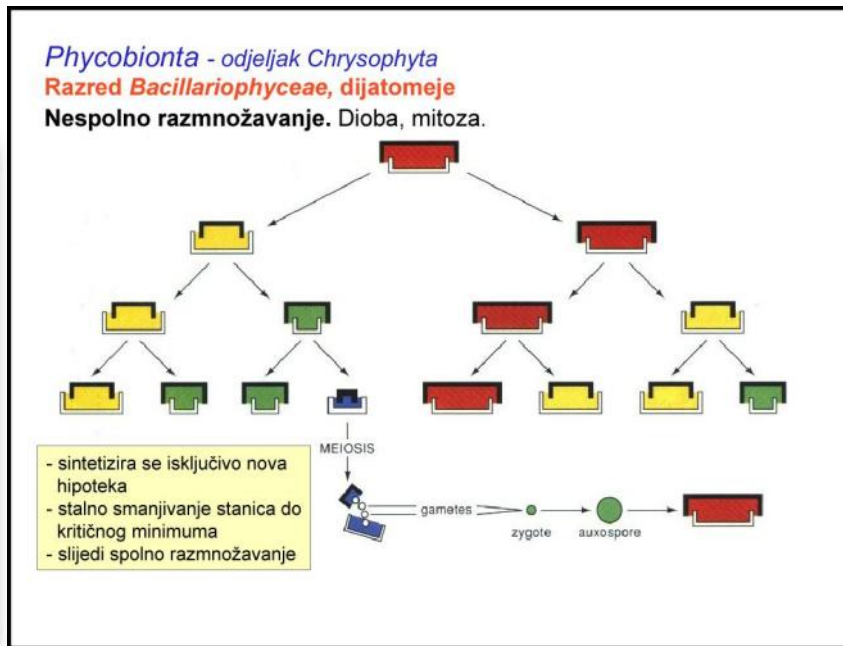 Phycobionta - odjeljak Chrysophyta
Razred Bacillariophyceae, dijatomeje
Nespolno razmnožavanje. Dioba, mitoza.
- sintetizira se isključivo nova
hipoteka
- stalno smanjivanje stanica do
kritičnog minimuma
- slijedi spolno razmnožavanje
MEIOSIS
gametes
zygote
auxospore